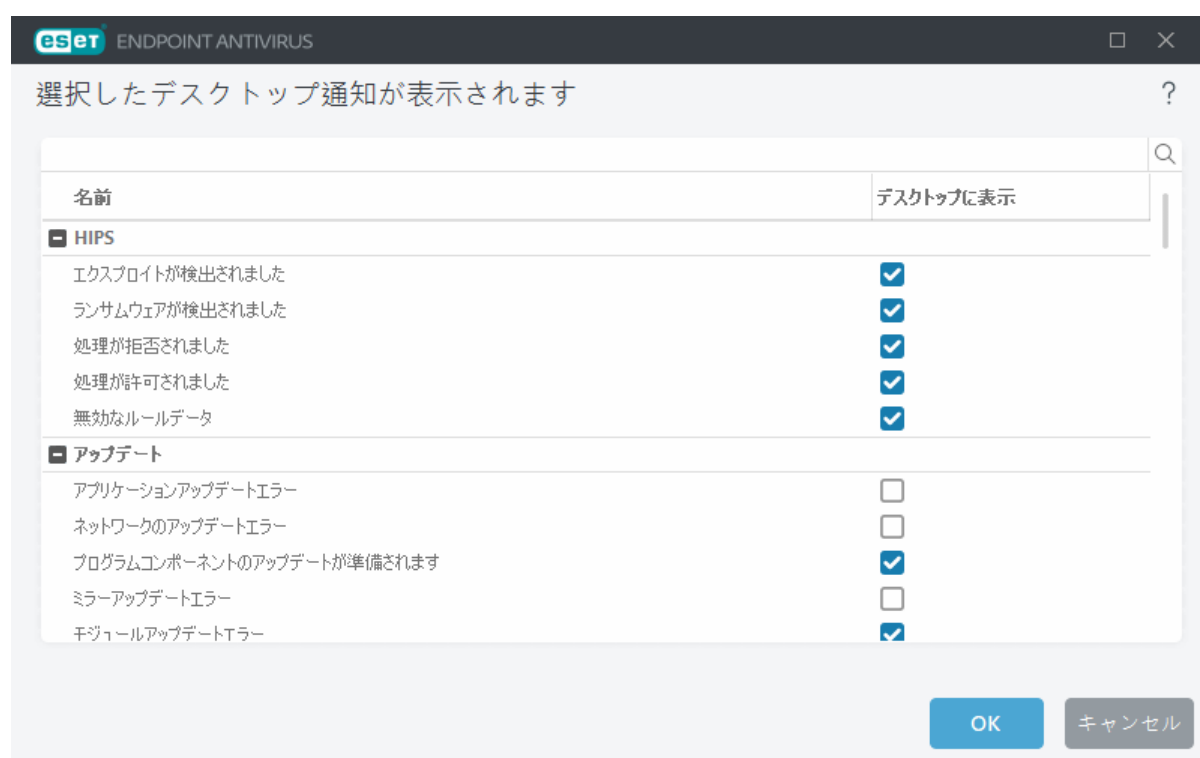 eset ENDPOINT ANTIVIRUS
選択したデスクトップ通知が表示されます ?
名前 デスクトップに表示
HIPS
エクスプロイトが検出されました
ランサムウェアが検出されました
処理が拒否されました
処理が許可されました
無効なルールデータ
アップデート
アプリケーションアップデートエラー
ネットワークのアップデートエラー
プログラムコンポーネントのアップデートが準備されます
ミラーアップデートエラー
モジュールアップデートエラー
OK キャンセル